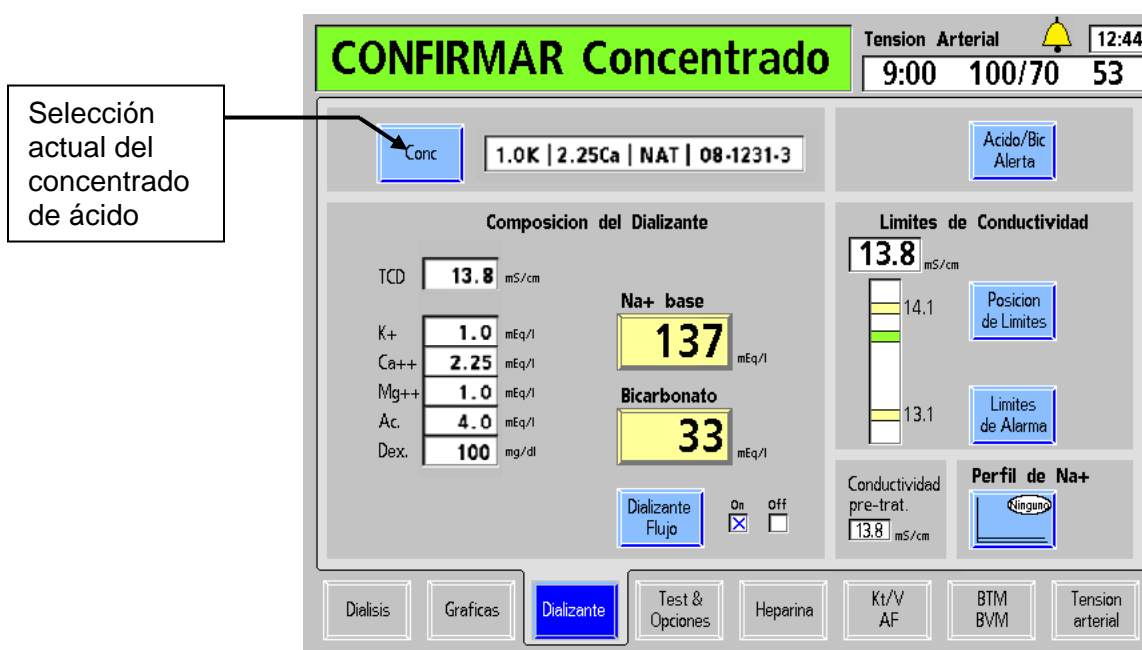 CONFIRMAR Concentrado
Tension Arterial
12:44
9:00 100/70 53
Selección
actual del
concentrado
de ácido
Conc
1.0K | 2.25Ca | NAT | 08-1231-3
Acido/Bic
Alerta
Composicion del Dializante
TCD 13.8 mS/cm
K+ 1.0 mEq/l
Ca++ 2.25 mEq/l
Mg++ 1.0 mEq/l
Ac. 4.0 mEq/l
Dex. 100 mg/dl
Na+ base
137 mEq/l
Bicarbonato
33 mEq/l
Dializante
Flujo
On Off
Limites de Conductividad
13.8 mS/cm
14.1
13.1
Posicion
de Limites
Limites
de Alarma
Conductividad
pre-trat.
13.8 mS/cm
Perfil de Na+
Ninguno
Dialisis
Graficas
Dializante
Test &
Opciones
Heparina
Kt/V
AF
BTM
BVM
Tension
arterial